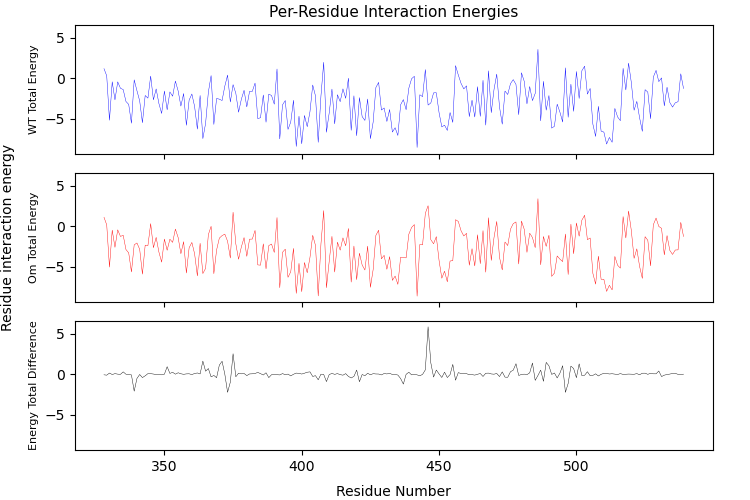 Per-Residue Interaction Energies
Residue interaction energy
WT Total Energy
5
0
−5
Om Total Energy
5
0
−5
Energy Total Difference
5
0
−5
350
400
450
500
Residue Number